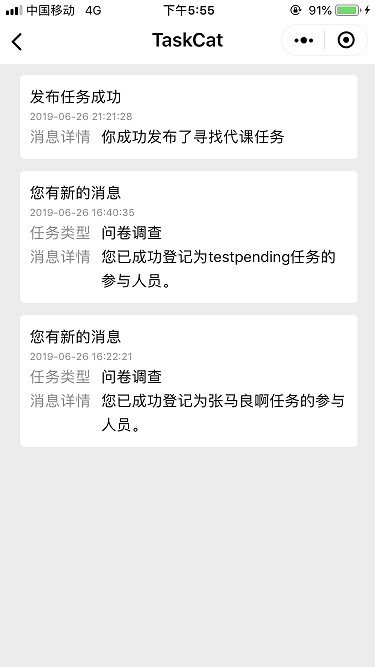 中国移动 4G 下午5:55 91%
TaskCat
发布任务成功
2019-06-26 21:21:28
消息详情 你成功发布了寻找代课任务
您有新的消息
2019-06-26 16:40:35
任务类型 问卷调查
消息详情 您已成功登记为testpending任务的
参与人员。
您有新的消息
2019-06-26 16:22:21
任务类型 问卷调查
消息详情 您已成功登记为张马良啊任务的参与
人员。